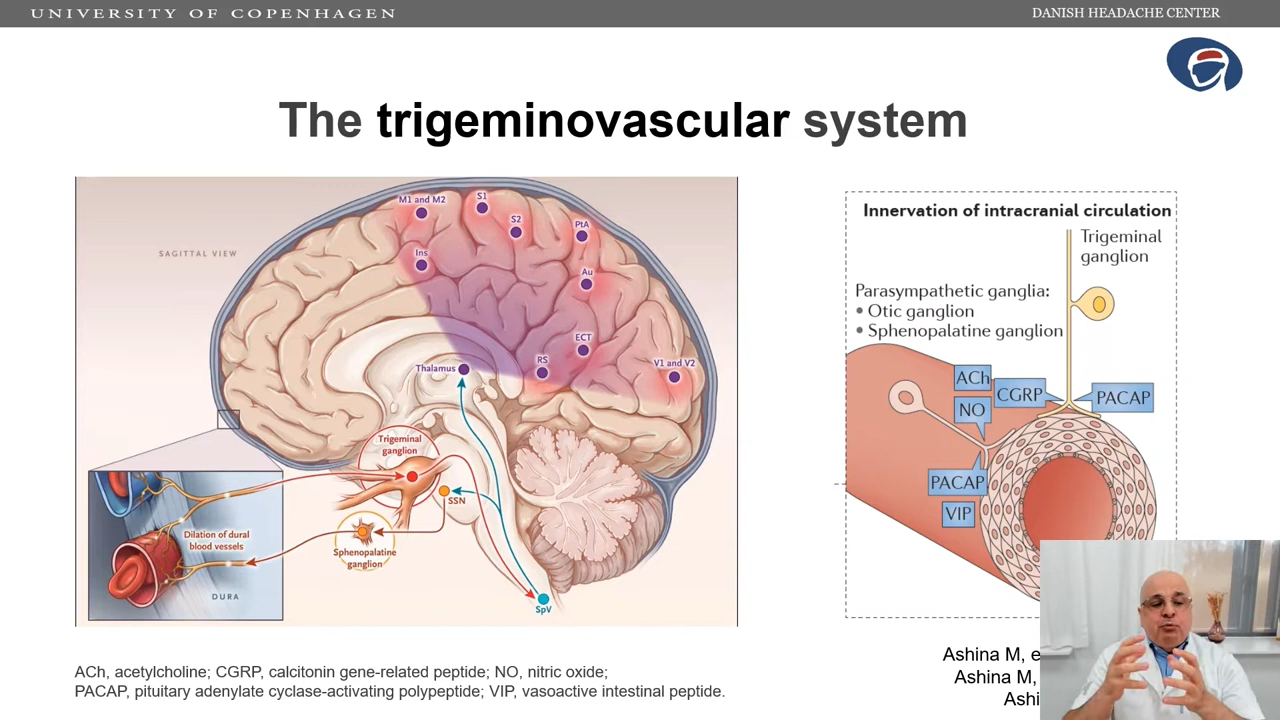 UNIVERSITY OF COPENHAGEN
DANISH HEADACHE CENTER
The trigeminovascular system
SAGITTAL VIEW
M1 and M2
S1
S2
PtA
Ins
Au
ECT
RS
V1 and V2
Thalamus
Trigeminal
ganglion
SSN
Sphenopalatine
ganglion
SpV
Dilation of dural
blood vessels
DURA
Innervation of intracranial circulation
Trigeminal
ganglion
Parasympathetic ganglia:
• Otic ganglion
• Sphenopalatine ganglion
ACh
NO
CGRP
PACAP
PACAP
VIP
ACh, acetylcholine; CGRP, calcitonin gene-related peptide; NO, nitric oxide;
PACAP, pituitary adenylate cyclase-activating polypeptide; VIP, vasoactive intestinal peptide.
Ashina M, e
Ashina M,
Ashi